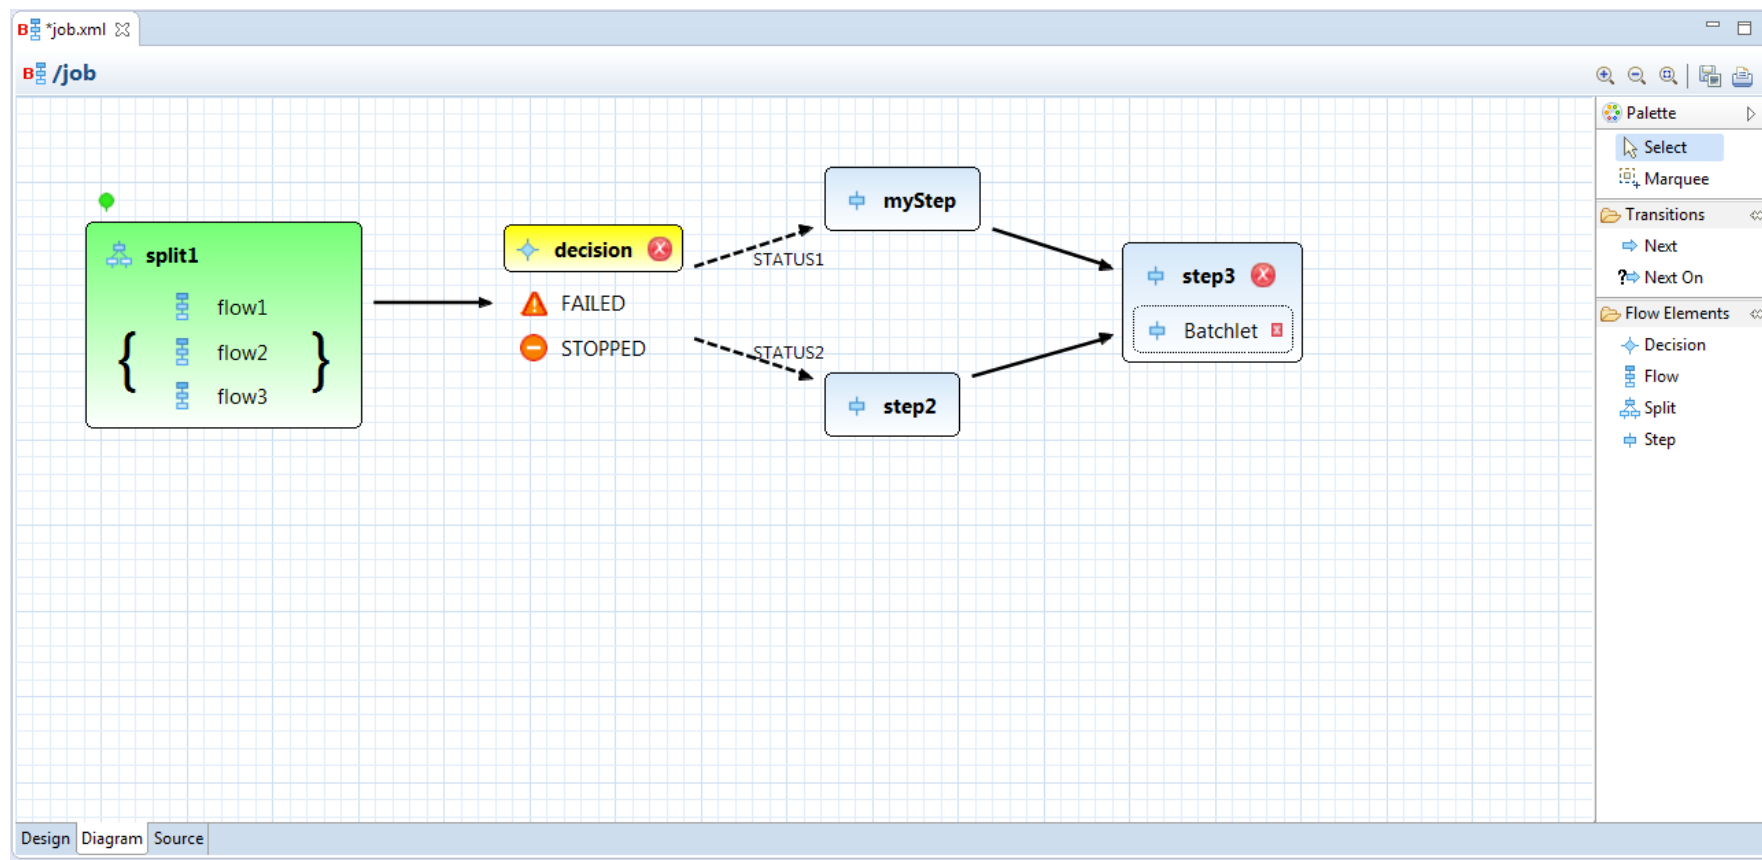 *job.xml
/job
split1
flow1
flow2
flow3
{ }
decision
FAILED
STOPPED
STATUS1
STATUS2
myStep
step2
step3
Batchlet
Palette
Select
Marquee
Transitions
Next
Next On
Flow Elements
Decision
Flow
Split
Step
Design Diagram Source